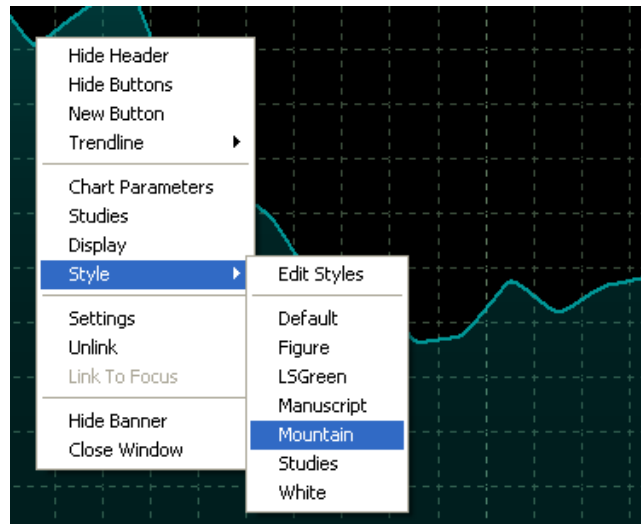 Hide Header
Hide Buttons
New Button
Trendline
Chart Parameters
Studies
Display
Style
Settings
Unlink
Link To Focus
Hide Banner
Close Window
Edit Styles
Default
Figure
LSGreen
Manuscript
Mountain
Studies
White